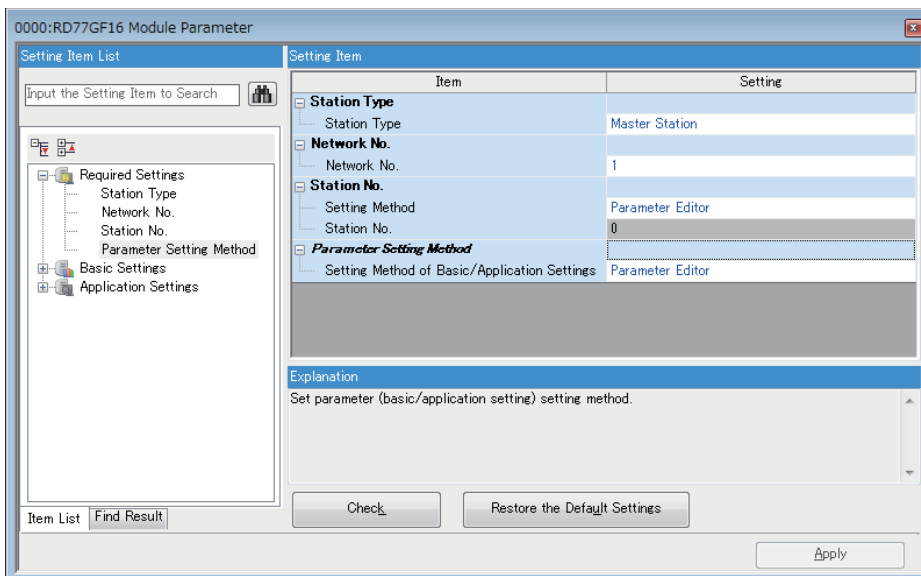 0000:RD77GF16 Module Parameter
Setting Item List
Input the Setting Item to Search
Required Settings
Station Type
Network No.
Station No.
Parameter Setting Method
Basic Settings
Application Settings
Item List
Find Result
Setting Item
Item Setting
Station Type
Station Type Master Station
Network No.
Network No. 1
Station No.
Setting Method Parameter Editor
Station No. 0
Parameter Setting Method
Setting Method of Basic/Application Settings Parameter Editor
Explanation
Set parameter (basic/application setting) setting method.
Check
Restore the Default Settings
Apply